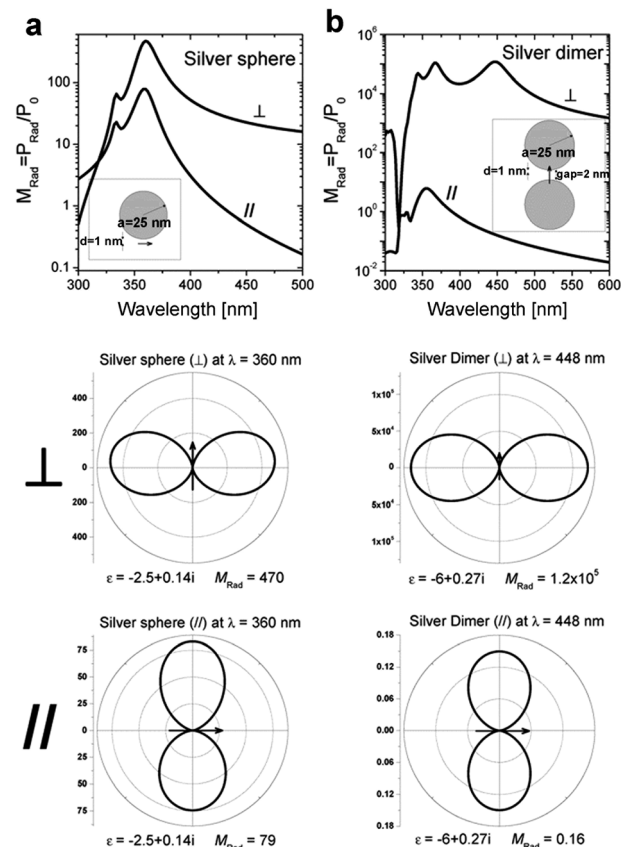 a
Silver sphere
M_Rad=P_Rad/P_0
100
10
1
0.1
⊥
//
a=25 nm
d=1 nm
300 350 400 450 500
Wavelength [nm]
b
Silver dimer
M_Rad=P_Rad/P_0
10^6
10^4
10^2
10^0
10^-2
⊥
//
a=25 nm
d=1 nm
gap=2 nm
300 350 400 450 500 550 600
Wavelength [nm]
⊥
Silver sphere (⊥) at λ = 360 nm
400
200
0
200
400
ε = -2.5+0.14i M_Rad = 470
Silver Dimer (⊥) at λ = 448 nm
1x10^5
5x10^4
0
5x10^4
1x10^5
ε = -6+0.27i M_Rad = 1.2x10^5
//
Silver sphere (//) at λ = 360 nm
75
50
25
0
25
50
75
ε = -2.5+0.14i M_Rad = 79
Silver Dimer (//) at λ = 448 nm
0.18
0.12
0.06
0.00
0.06
0.12
0.18
ε = -6+0.27i M_Rad = 0.16